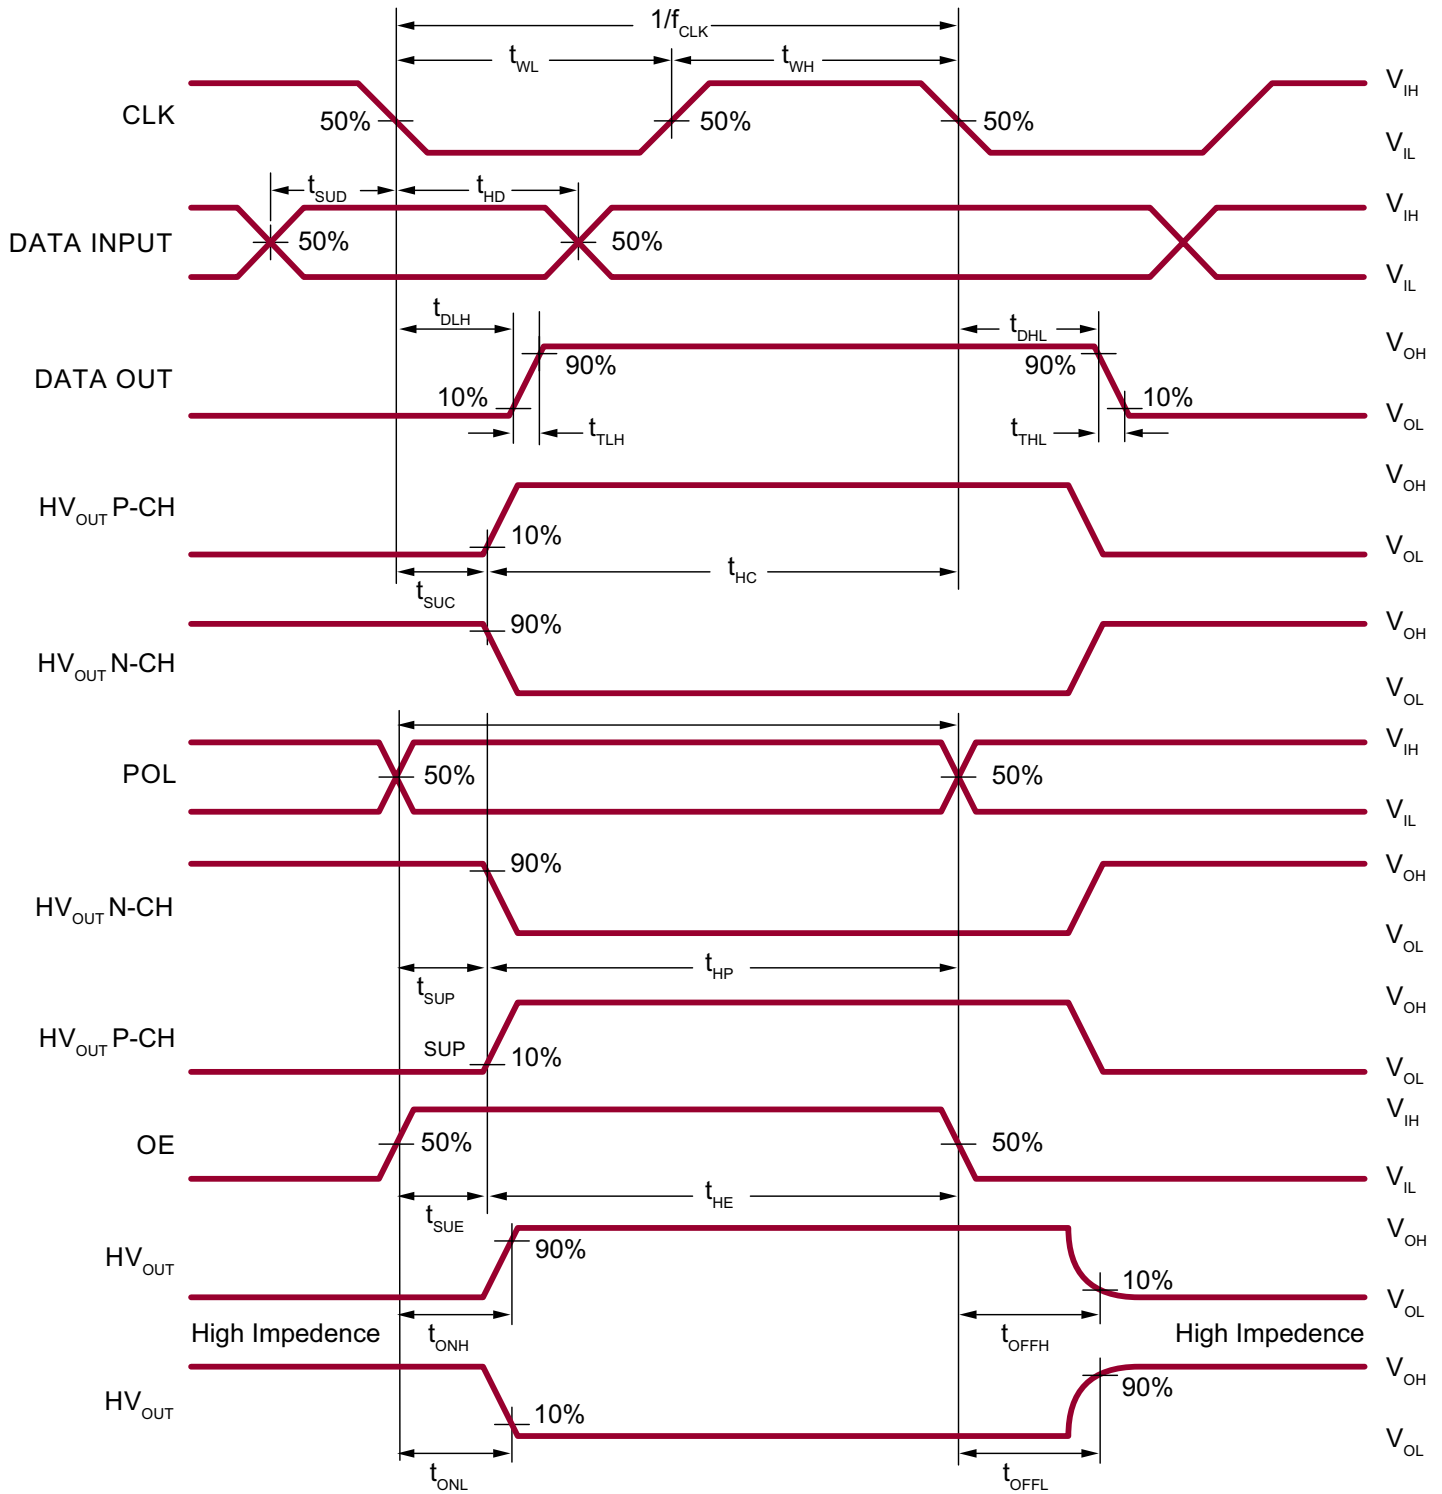 1/fCLK
tWL tWH
CLK 50% 50% 50% VIH
VIL
tSUD tHD VIH
DATA INPUT 50% 50%
VIL
tDLH tDHL VOH
DATA OUT 90% 90%
10% 10% VOL
tTLH tTHL
HVOUT P-CH VOH
10% VOL
tSUC tHC
HVOUT N-CH 90% VOH
VOL
POL 50% 50% VIH
VIL
HVOUT N-CH 90% VOH
VOL
tSUP tHP
HVOUT P-CH VOH
SUP 10% VOL
OE 50% 50% VIH
VIL
tSUE tHE
HVOUT 90% VOH
10% VOL
High Impedence tONH tOFFH High Impedence
HVOUT VOH
10% 90% VOL
tONL tOFFL